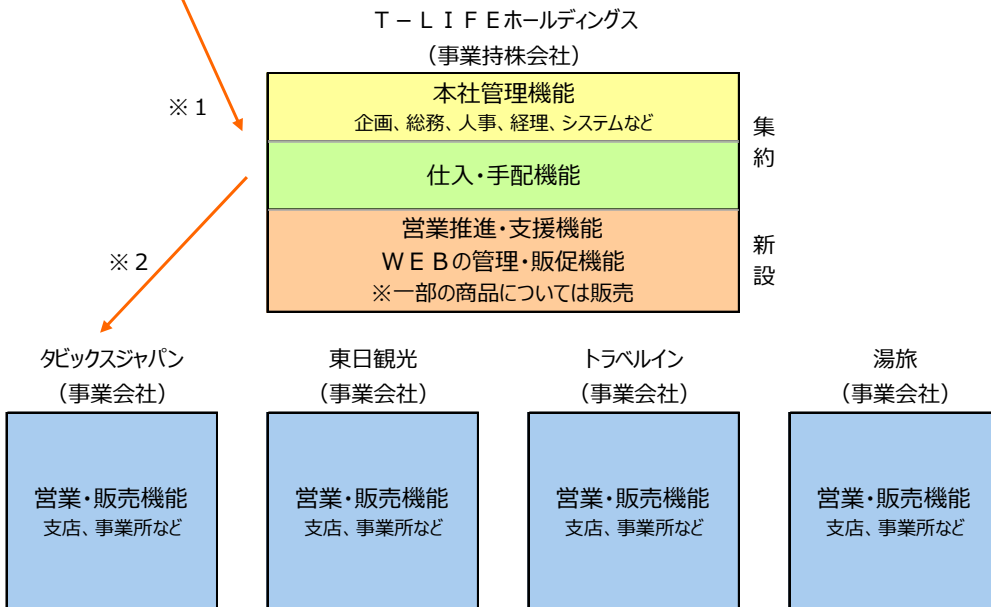 T－LIFEホールディングス
（事業持株会社）
※1
本社管理機能
企画、総務、人事、経理、システムなど
集約
仕入・手配機能
※2
営業推進・支援機能
WEBの管理・販促機能
※一部の商品については販売
新設
タビックスジャパン
（事業会社）
東日観光
（事業会社）
トラベルイン
（事業会社）
湯旅
（事業会社）
営業・販売機能
支店、事業所など
営業・販売機能
支店、事業所など
営業・販売機能
支店、事業所など
営業・販売機能
支店、事業所など